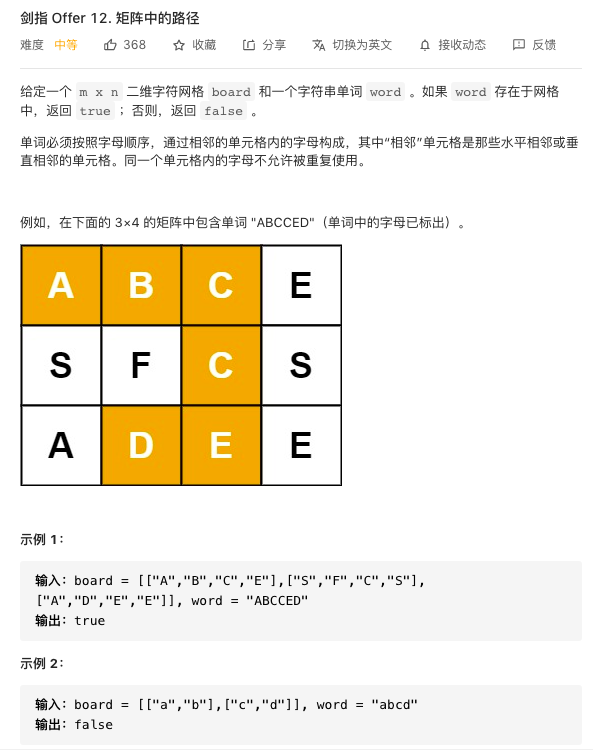 剑指 Offer 12. 矩阵中的路径
难度 中等 368 收藏 分享 切换为英文 接收动态 反馈
给定一个 m x n 二维字符网格 board 和一个字符串单词 word 。如果 word 存在于网格
中，返回 true ；否则，返回 false 。
单词必须按照字母顺序，通过相邻的单元格内的字母构成，其中“相邻”单元格是那些水平相邻或垂
直相邻的单元格。同一个单元格内的字母不允许被重复使用。
例如，在下面的 3×4 的矩阵中包含单词 "ABCCED"（单词中的字母已标出）。
A B C E
S F C S
A D E E
示例 1：
输入：board = [["A","B","C","E"],["S","F","C","S"],
["A","D","E","E"]], word = "ABCCED"
输出：true
示例 2：
输入：board = [["a","b"],["c","d"]], word = "abcd"
输出：false